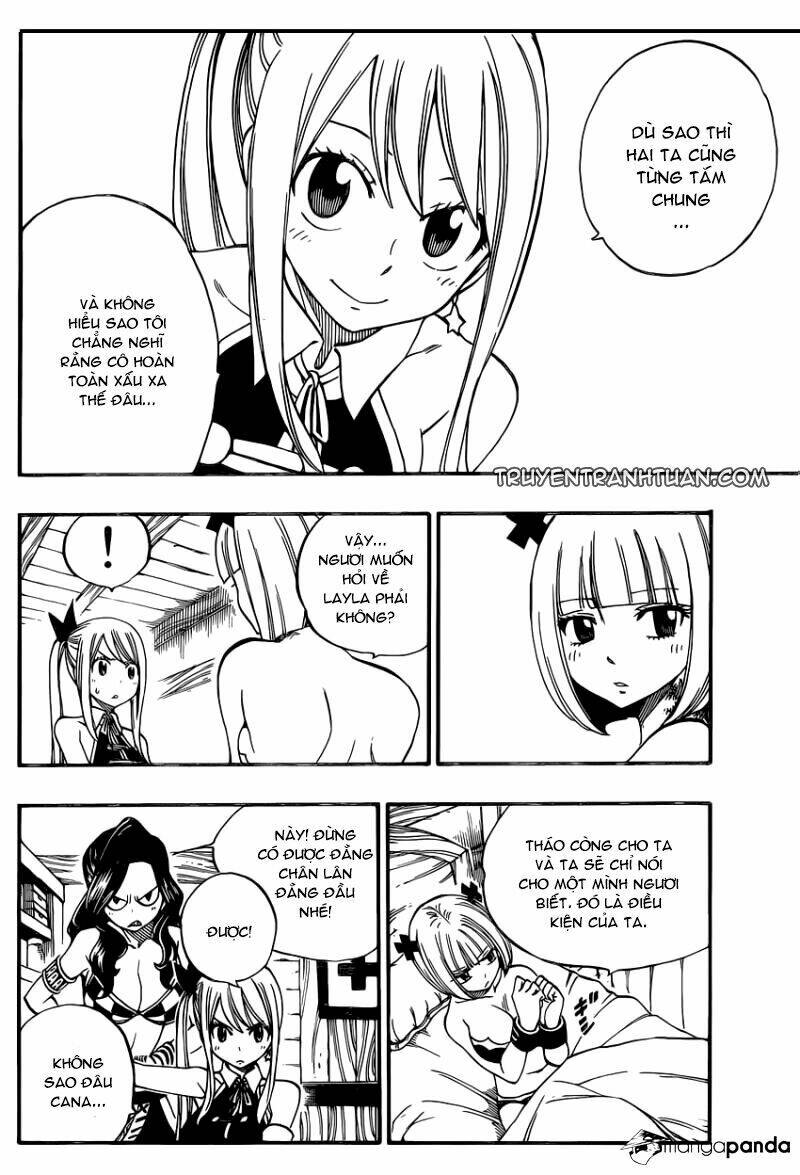 DÙ SAO THÌ
HAI TA CŨNG
TỪNG TẮM
CHUNG
...
VÀ KHÔNG
HIỂU SAO TÔI
CHẲNG NGHĨ
RẰNG CÔ HOÀN
TOÀN XẤU XA
THẾ ĐÂU...
TRUYENTRANHTUAN.COM
!
VẬY...
NGƯƠI MUỐN
HỎI VỀ
LAYLA PHẢI
KHÔNG?
NÀY! ĐỪNG
CÓ ĐƯỢC ĐẰNG
CHÂN LÂN
ĐẰNG ĐẦU
NHÉ!
ĐƯỢC!
KHÔNG
SAO ĐÂU
CANA...
THÁO CÒNG CHO TA
VÀ TA SẼ CHỈ NÓI
CHO MỘT MÌNH NGƯƠI
BIẾT. ĐÓ LÀ ĐIỀU
KIỆN CỦA TA.
mangapanda